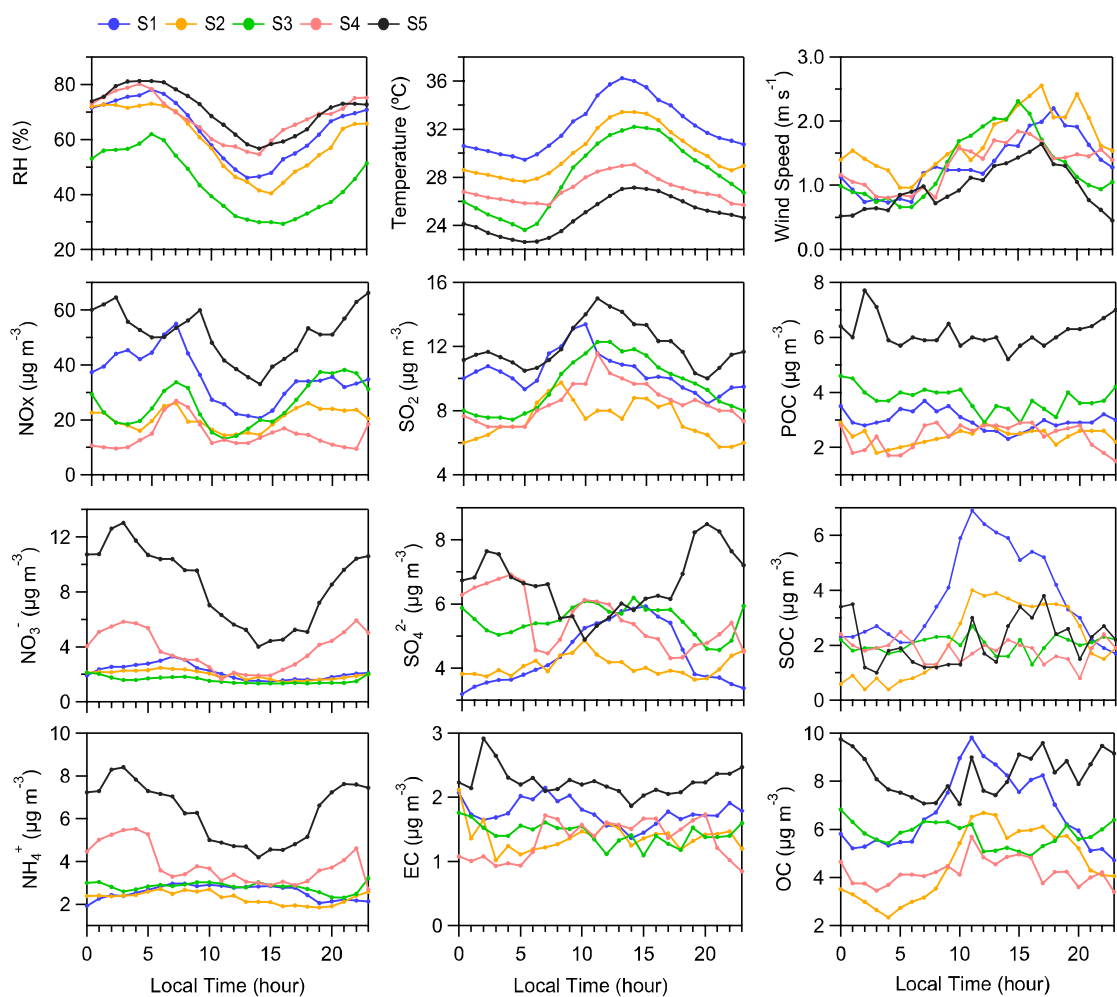 S1 S2 S3 S4 S5
RH (%)
80
60
40
20
Temperature (ºC)
36
32
28
24
Wind Speed (m s⁻¹)
3.0
2.0
1.0
0.0
NOx (µg m⁻³)
60
40
20
0
SO₂ (µg m⁻³)
16
12
8
4
POC (µg m⁻³)
8
6
4
2
NO₃⁻ (µg m⁻³)
12
8
4
0
SO₄²⁻ (µg m⁻³)
8
6
4
SOC (µg m⁻³)
6
4
2
0
NH₄⁺ (µg m⁻³)
10
8
6
4
2
0 5 10 15 20
Local Time (hour)
EC (µg m⁻³)
3
2
1
0
0 5 10 15 20
Local Time (hour)
OC (µg m⁻³)
10
8
6
4
2
0 5 10 15 20
Local Time (hour)